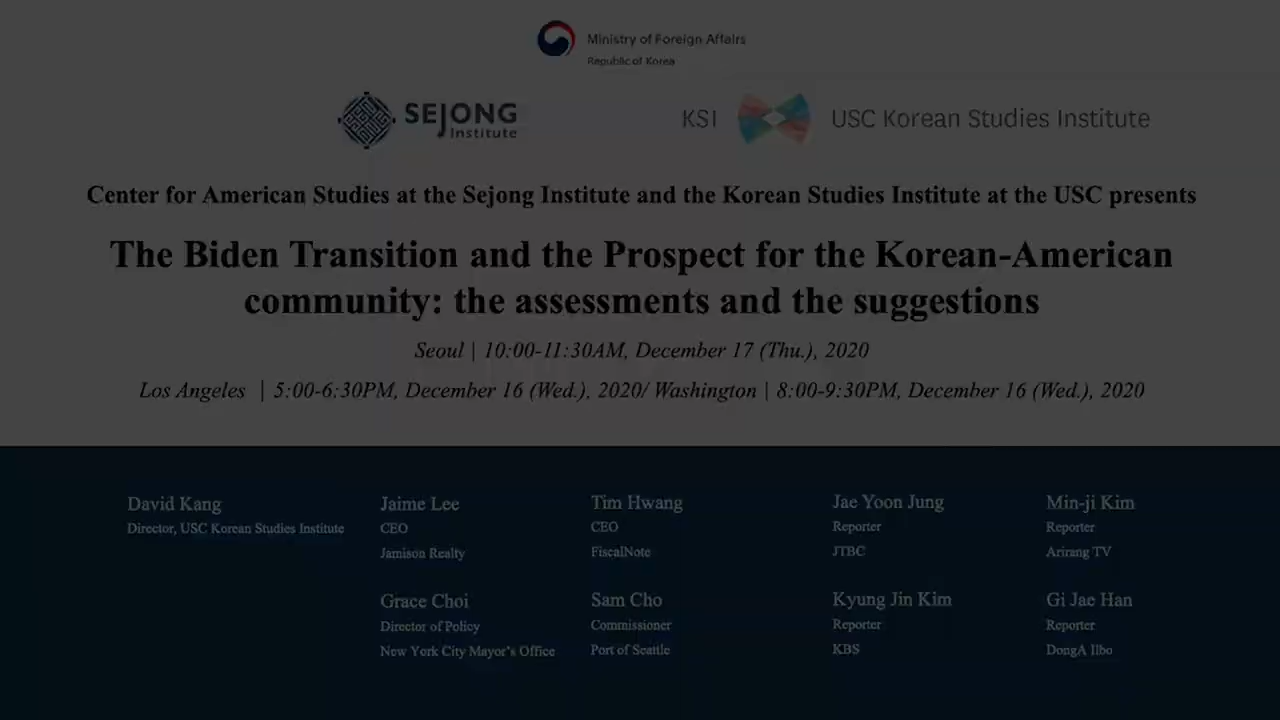 Ministry of Foreign Affairs
Republic of Korea
SEJONG
Institute
KSI
USC Korean Studies Institute
Center for American Studies at the Sejong Institute and the Korean Studies Institute at the USC presents
The Biden Transition and the Prospect for the Korean-American
community: the assessments and the suggestions
Seoul | 10:00-11:30AM, December 17 (Thu.), 2020
Los Angeles | 5:00-6:30PM, December 16 (Wed.), 2020/ Washington | 8:00-9:30PM, December 16 (Wed.), 2020
David Kang
Director, USC Korean Studies Institute
Jaime Lee
CEO
Jamison Realty
Tim Hwang
CEO
FiscalNote
Jae Yoon Jung
Reporter
JTBC
Min-ji Kim
Reporter
Arirang TV
Grace Choi
Director of Policy
New York City Mayor's Office
Sam Cho
Commissioner
Port of Seattle
Kyung Jin Kim
Reporter
KBS
Gi Jae Han
Reporter
DongA Ilbo